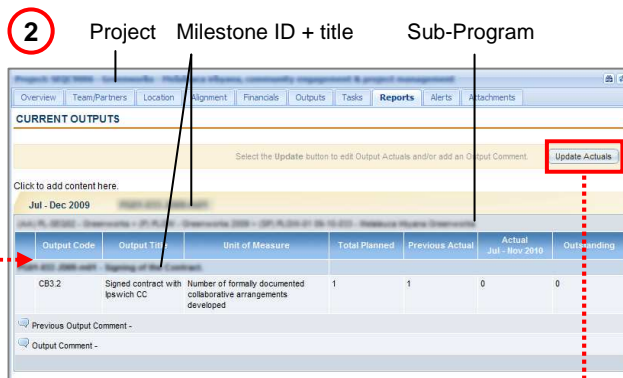 2
Project Milestone ID + title Sub-Program
Overview Team/Partners Location Alignment Financials Outputs Tasks Reports Alerts Attachments
CURRENT OUTPUTS
Select the Update button to edit Output Actuals and/or add an Output Comment. Update Actuals
Click to add content here.
Jul - Dec 2009
Output Code Output Title Unit of Measure Total Planned Previous Actual Actual Outstanding
Jul - Nov 2010
Signing of the Contract.
CB3.2 Signed contract with Number of formally documented 1 1 0 0
Ipswich CC collaborative arrangements
developed
Previous Output Comment -
Output Comment -